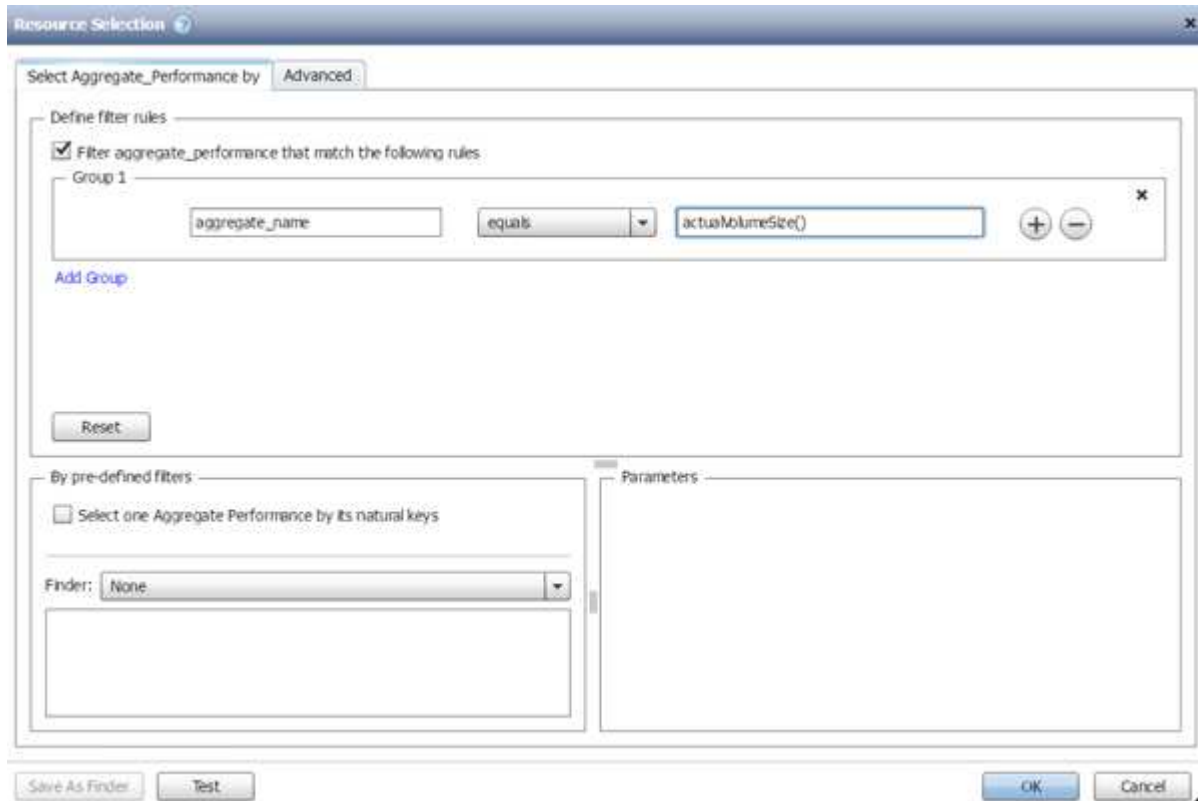 Resource Selection
Select Aggregate_Performance by
Advanced
Define filter rules
Filter aggregate_performance that match the following rules
Group 1
aggregate_name
equals
actualVolumeSize()
Add Group
Reset
By pre-defined filters
Select one Aggregate Performance by its natural keys
Finder:
None
Parameters
Save As Finder
Test
OK
Cancel